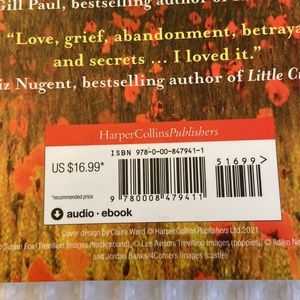 Gill Paul, bestselling author of
“Love, grief, abandonment, betraya
and secrets … I loved it.”
iz Nugent, bestselling author of Little C
HarperCollinsPublishers
ISBN 978-0-00-847941-1
US $16.99*
*recommended price
51699>
9 780008 479411
audio • ebook
Cover design by Claire Ward © HarperCollinsPublishers Ltd 2021
Susan Fox/Trevillion Images (background), © Lee Avison/Trevillion Images (poppies), © Ildiko Ne
and Jordan Banks/4Corners Images (castle)